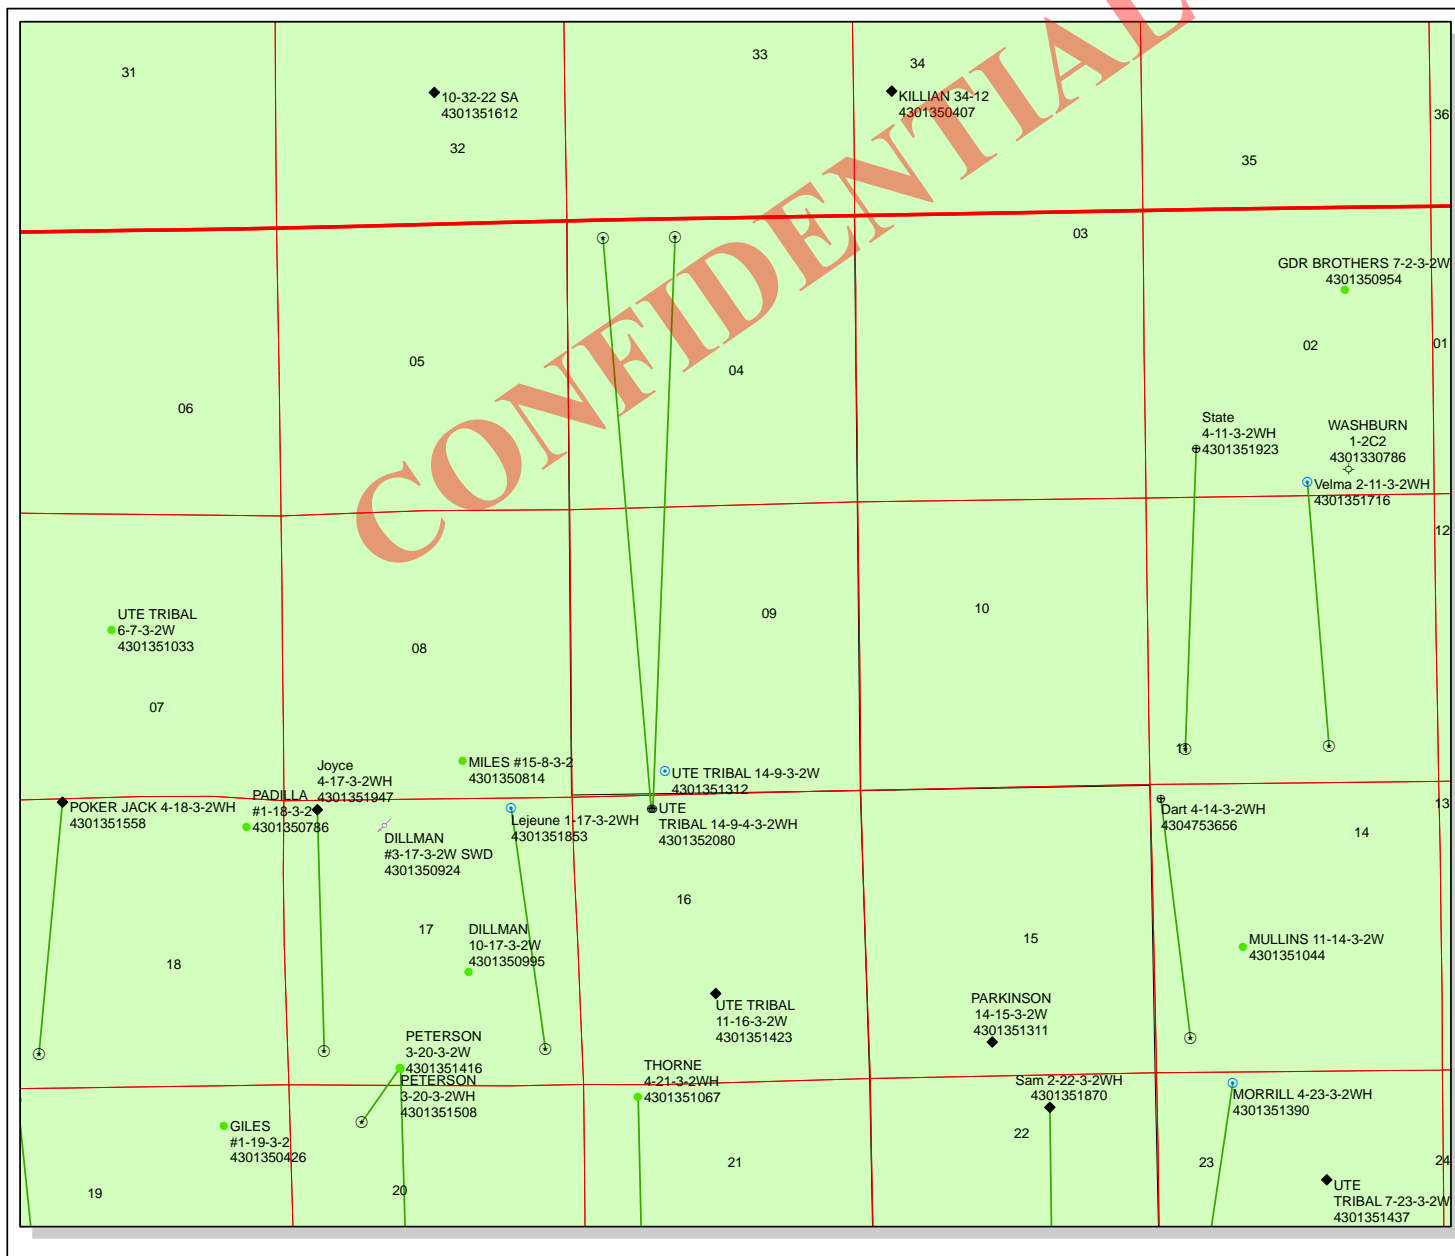 CONFIDENTIAL
31
33
34
10-32-22 SA
4301351612
KILLIAN 34-12
4301350407
36
32
35
03
GDR BROTHERS 7-2-3-2W
4301350954
05
04
02
01
06
State
4-11-3-2WH
4301351923
WASHBURN
1-2C2
4301330786
Velma 2-11-3-2WH
4301351716
12
UTE TRIBAL
6-7-3-2W
4301351033
08
09
10
07
11
MILES #15-8-3-2
4301350814
UTE TRIBAL 14-9-3-2W
4301351312
Joyce
4-17-3-2WH
4301351947
POKER JACK 4-18-3-2WH
4301351558
PADILLA
#1-18-3-2
4301350786
DILLMAN
#3-17-3-2W SWD
4301350924
Lejeune 1-17-3-2WH
4301351853
UTE
TRIBAL 14-9-4-3-2WH
4301352080
Dart 4-14-3-2WH
4304753656
13
14
16
17
DILLMAN
10-17-3-2W
4301350995
15
MULLINS 11-14-3-2W
4301351044
18
UTE TRIBAL
11-16-3-2W
4301351423
PARKINSON
14-15-3-2W
4301351311
PETERSON
3-20-3-2W
4301351416
PETERSON
3-20-3-2WH
4301351508
THORNE
4-21-3-2WH
4301351067
Sam 2-22-3-2WH
4301351870
MORRILL 4-23-3-2WH
4301351390
GILES
#1-19-3-2
4301350426
22
21
23
24
19
20
UTE
TRIBAL 7-23-3-2W
4301351437